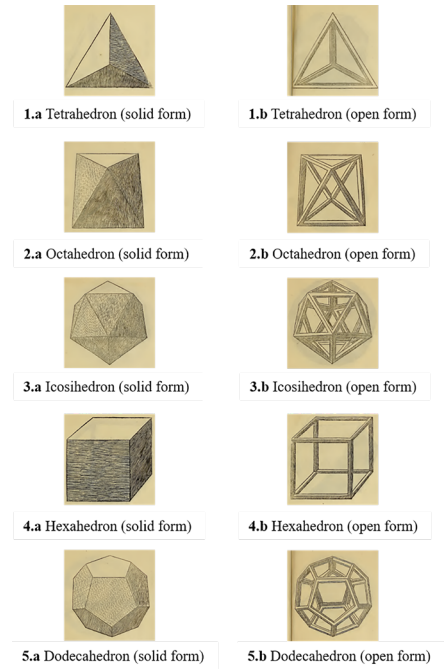 1.a Tetrahedron (solid form)
1.b Tetrahedron (open form)
2.a Octahedron (solid form)
2.b Octahedron (open form)
3.a Icosihedron (solid form)
3.b Icosihedron (open form)
4.a Hexahedron (solid form)
4.b Hexahedron (open form)
5.a Dodecahedron (solid form)
5.b Dodecahedron (open form)